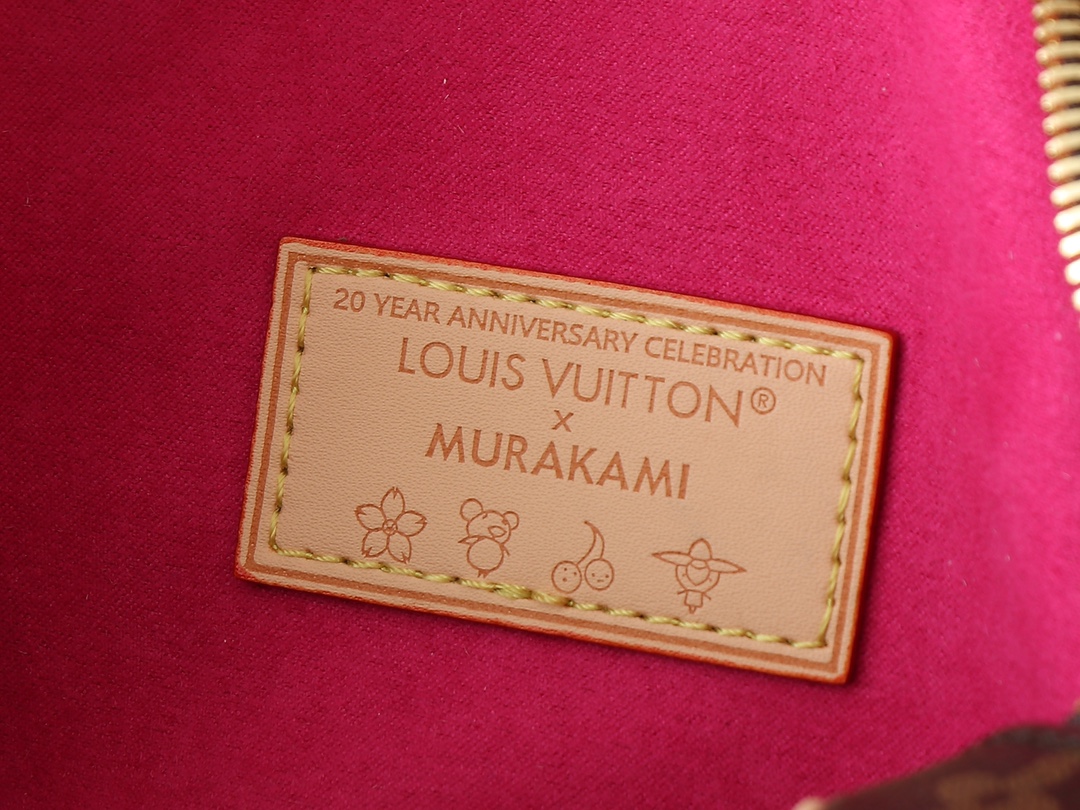 20 YEAR ANNIVERSARY CELEBRATION
LOUIS VUITTON®
x
MURAKAMI